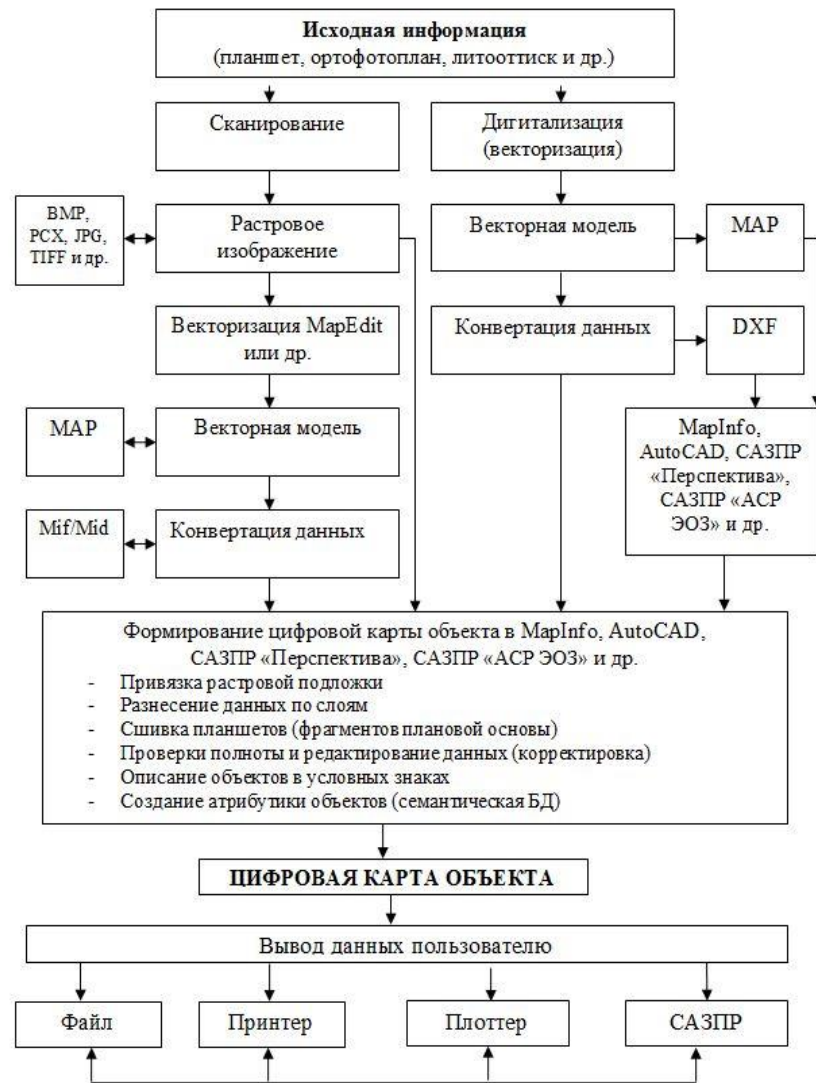 Исходная информация
(планшет, ортофотоплан, литооттиск и др.)
Сканирование
Дигитализация
(векторизация)
BMP,
PCX, JPG,
TIFF и др.
Растровое
изображение
Векторная модель
MAP
Векторизация MapEdit
или др.
Конвертация данных
DXF
MAP
Векторная модель
MapInfo,
AutoCAD, САЗПР
«Перспектива»,
САЗПР «АСР
ЭОЗ» и др.
Mif/Mid
Конвертация данных
Формирование цифровой карты объекта в MapInfo, AutoCAD,
САЗПР «Перспектива», САЗПР «АСР ЭОЗ» и др.
- Привязка растровой подложки
- Разнесение данных по слоям
- Сшивка планшетов (фрагментов плановой основы)
- Проверки полноты и редактирование данных (корректировка)
- Описание объектов в условных знаках
- Создание атрибутики объектов (семантическая БД)
ЦИФРОВАЯ КАРТА ОБЪЕКТА
Вывод данных пользователю
Файл
Принтер
Плоттер
САЗПР